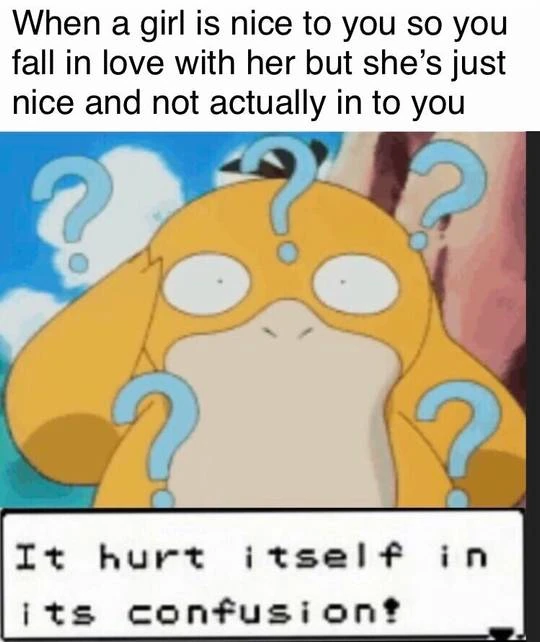 When a girl is nice to you so you
fall in love with her but she's just
nice and not actually in to you
? ? ?
? ?
It hurt itself in
its confusion!